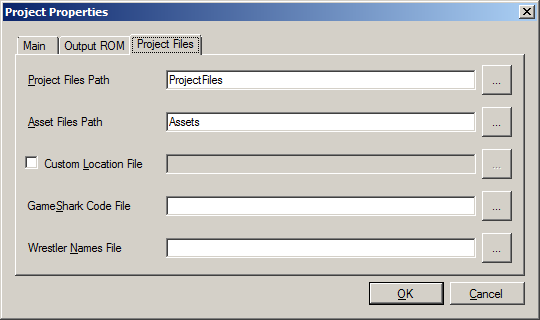 Project Properties
Main Output ROM Project Files
Project Files Path ProjectFiles ...
Asset Files Path Assets ...
Custom Location File ...
GameShark Code File ...
Wrestler Names File ...
OK Cancel